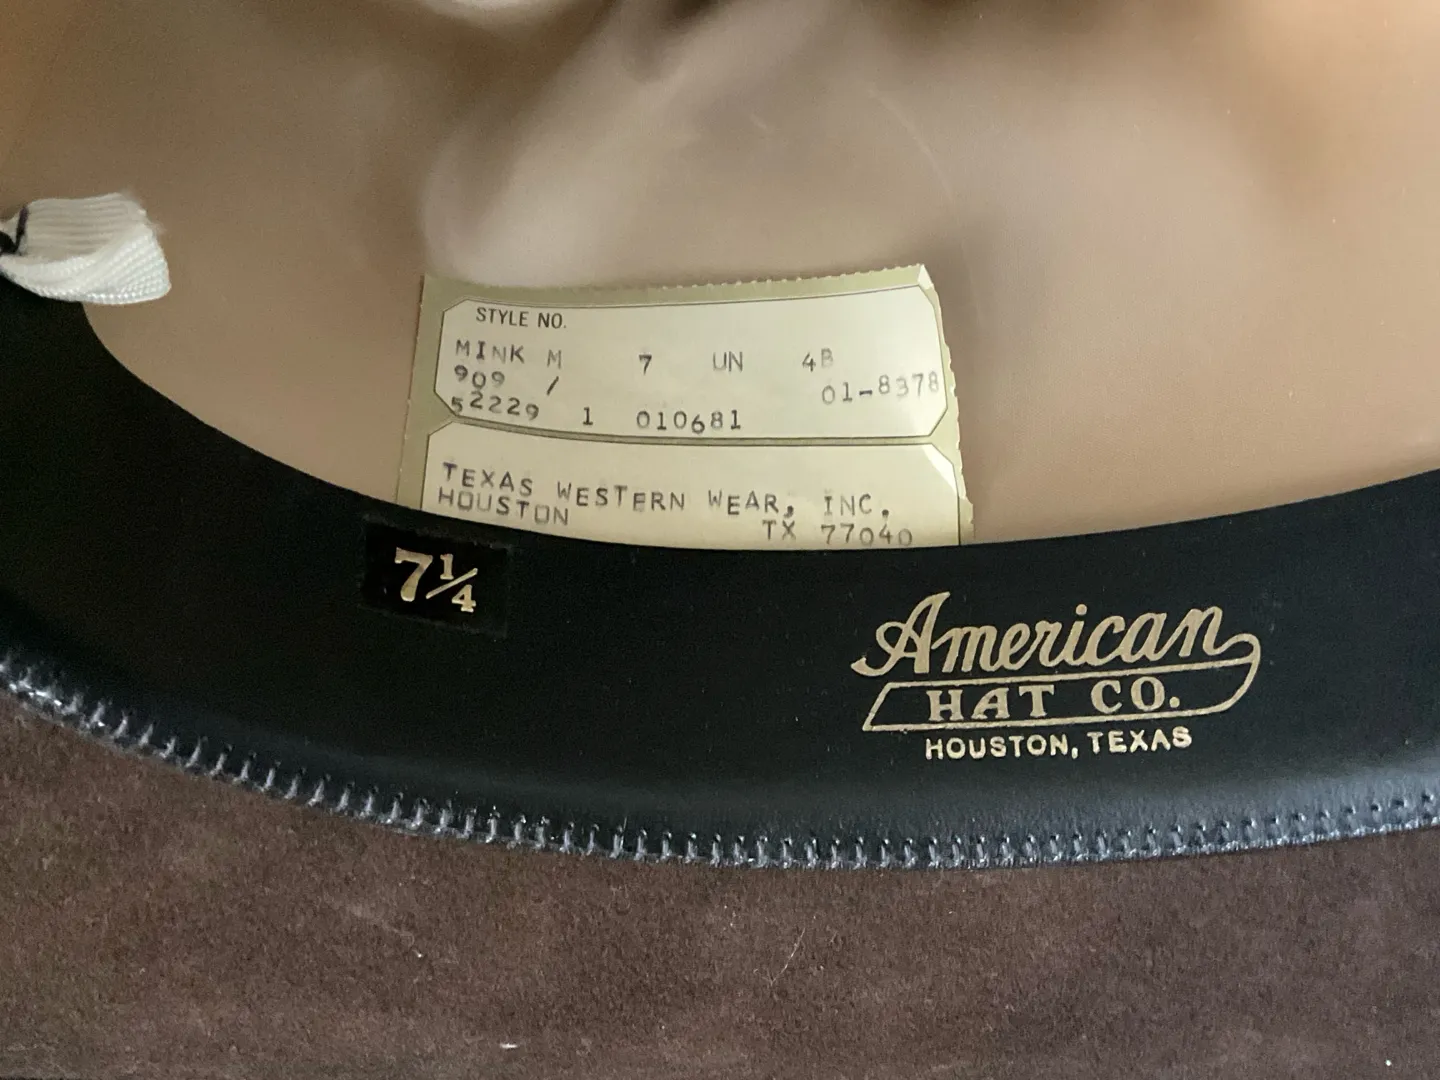 STYLE NO.
MINK M 7 UN 4B
909 / 01-8378
52229 1 010681
TEXAS WESTERN WEAR, INC.
HOUSTON TX 77040
7¼
American
HAT CO.
HOUSTON, TEXAS